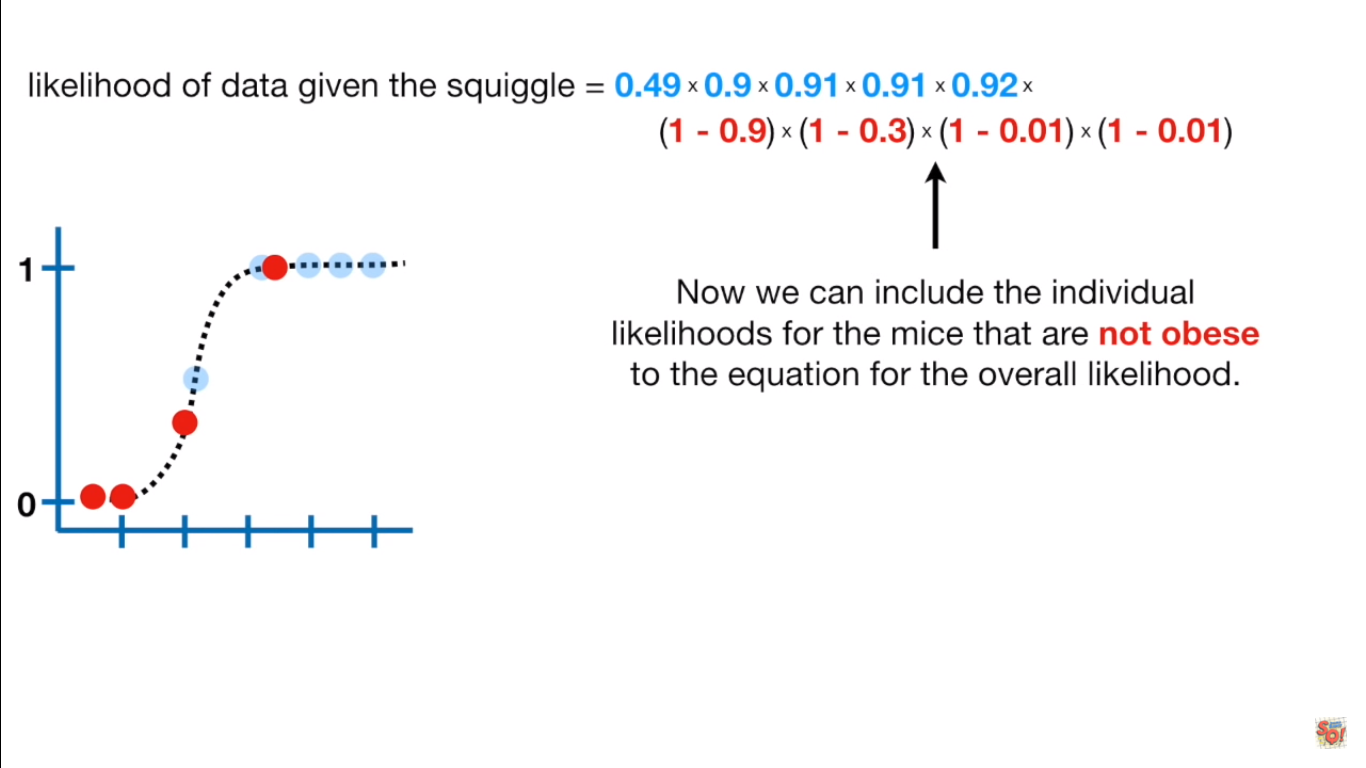 likelihood of data given the squiggle = 0.49 x 0.9 x 0.91 x 0.91 x 0.92 x
(1 - 0.9) x (1 - 0.3) x (1 - 0.01) x (1 - 0.01)
Now we can include the individual
likelihoods for the mice that are not obese
to the equation for the overall likelihood.
1
0
SQ!